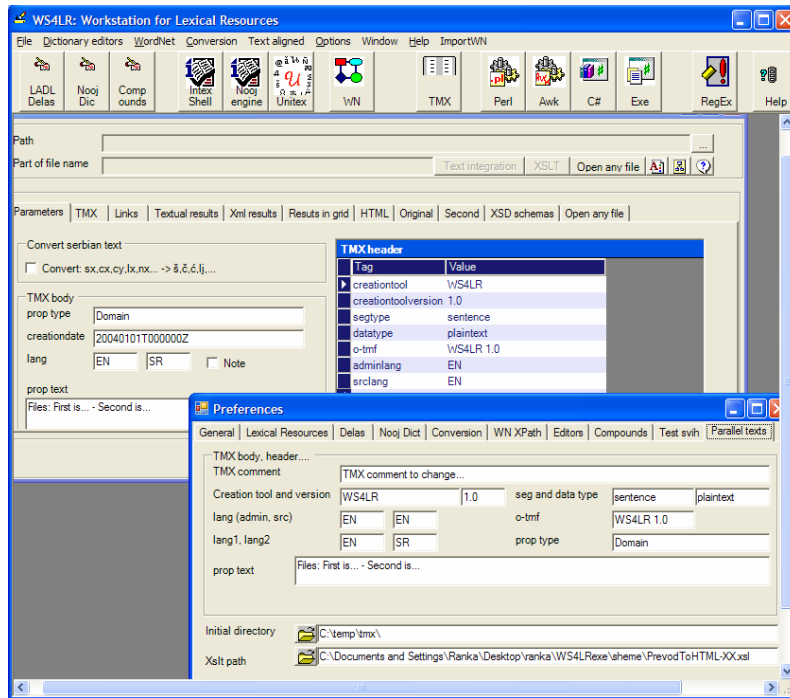 WS4LR: Workstation for Lexical Resources
File Dictionary editors WordNet Conversion Text aligned Options Window Help ImportWN
LADL Delas Nooj Dic Comp ounds Intex Shell Nooj engine Unitex WN TMX Perl Awk C# Exe RegEx Help
Path ...
Part of file name Text integration XSLT Open any file
Parameters TMX Links Textual results Xml results Resuts in grid HTML Original Second XSD schemas Open any file
Convert serbian text
Convert: sx,cx,cy,lx,nx... -> š,č,ć,lj,...
TMX body
prop type Domain
creationdate 20040101T000000Z
lang EN SR Note
prop text
Files: First is... - Second is...
TMX header
Tag Value
creationtool WS4LR
creationtoolversion 1.0
segtype sentence
datatype plaintext
o-tmf WS4LR 1.0
adminlang EN
srclang EN
Preferences
General Lexical Resources Delas Nooj Dict Conversion WN XPath Editors Compounds Test svih Parallel texts
TMX body, header....
TMX comment TMX comment to change...
Creation tool and version WS4LR 1.0 seg and data type sentence plaintext
lang (admin, src) EN EN o-tmf WS4LR 1.0
lang1, lang2 EN SR prop type Domain
prop text Files: First is... - Second is...
Initial directory C:\temp\tmx\
Xslt path C:\Documents and Settings\Ranka\Desktop\ranka\WS4LRexe\sheme\PrevodToHTML-XX.xsl